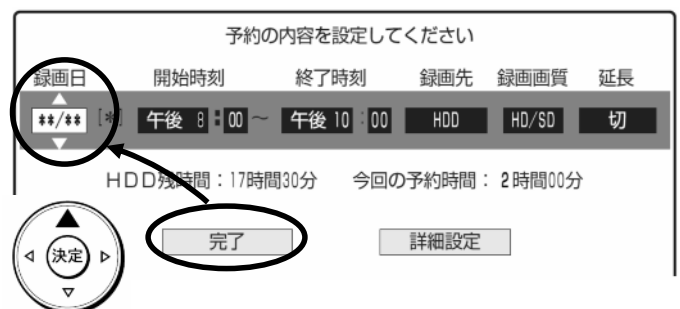 予約の内容を設定してください
録画日 開始時刻 終了時刻 録画先 録画画質 延長
**/** [*] 午後 8:00 ～ 午後 10:00 HDD HD/SD 切
HDD残時間：17時間30分 今回の予約時間：2時間00分
完了 詳細設定
決定